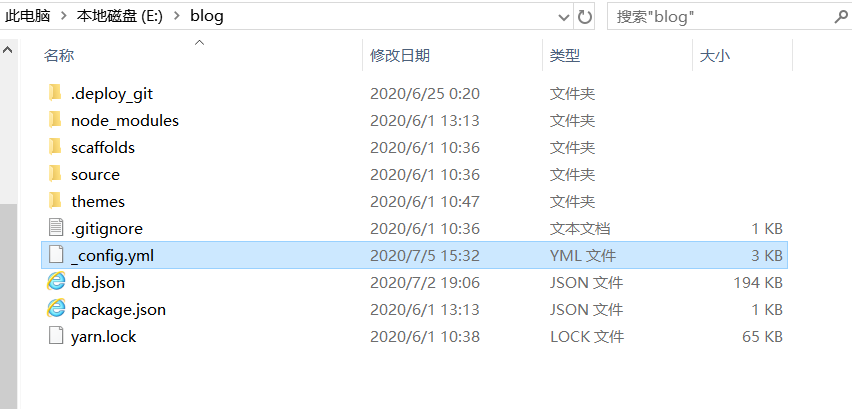 此电脑 > 本地磁盘 (E:) > blog 搜索"blog"
名称 修改日期 类型 大小
.deploy_git 2020/6/25 0:20 文件夹
node_modules 2020/6/1 13:13 文件夹
scaffolds 2020/6/1 10:36 文件夹
source 2020/6/1 10:36 文件夹
themes 2020/6/1 10:47 文件夹
.gitignore 2020/6/1 10:36 文本文档 1 KB
_config.yml 2020/7/5 15:32 YML 文件 3 KB
db.json 2020/7/2 19:06 JSON 文件 194 KB
package.json 2020/6/1 13:13 JSON 文件 1 KB
yarn.lock 2020/6/1 10:38 LOCK 文件 65 KB